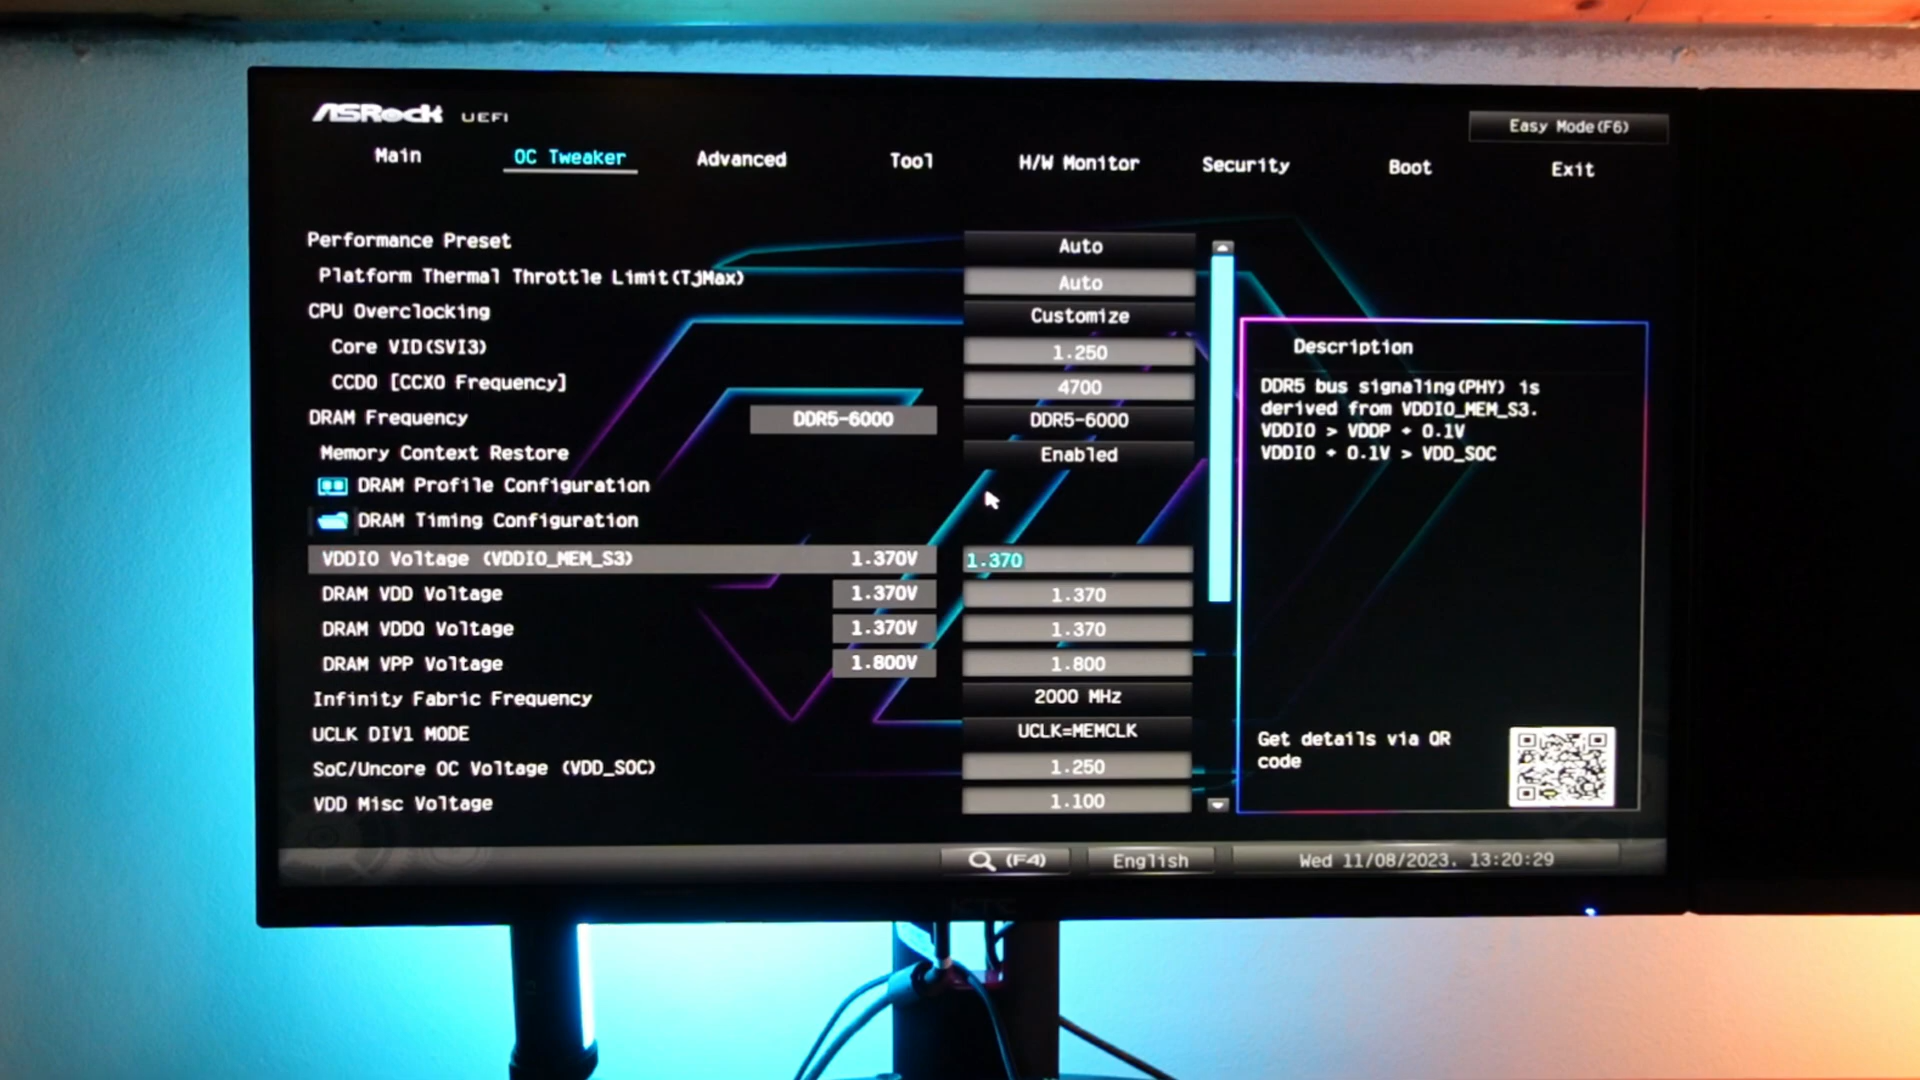 ASRock UEFI
Easy Mode(F6)
Main OC Tweaker Advanced Tool H/W Monitor Security Boot Exit
Performance Preset Auto
Platform Thermal Throttle Limit(TjMax) Auto
CPU Overclocking Customize
Core VID(SVI3) 1.250
CCD0 [CCX0 Frequency] 4700
DRAM Frequency DDR5-6000 DDR5-6000
Memory Context Restore Enabled
DRAM Profile Configuration
DRAM Timing Configuration
VDDIO Voltage (VDDIO_MEM_S3) 1.370V 1.370
DRAM VDD Voltage 1.370V 1.370
DRAM VDDQ Voltage 1.370V 1.370
DRAM VPP Voltage 1.800V 1.800
Infinity Fabric Frequency 2000 MHz
UCLK DIV1 MODE UCLK=MEMCLK
SoC/Uncore OC Voltage (VDD_SOC) 1.250
VDD Misc Voltage 1.100
Description
DDR5 bus signaling(PHY) is
derived from VDDIO_MEM_S3.
VDDIO > VDDP + 0.1V
VDDIO + 0.1V > VDD_SOC
Get details via QR
code
(F4) English Wed 11/08/2023. 13:20:29